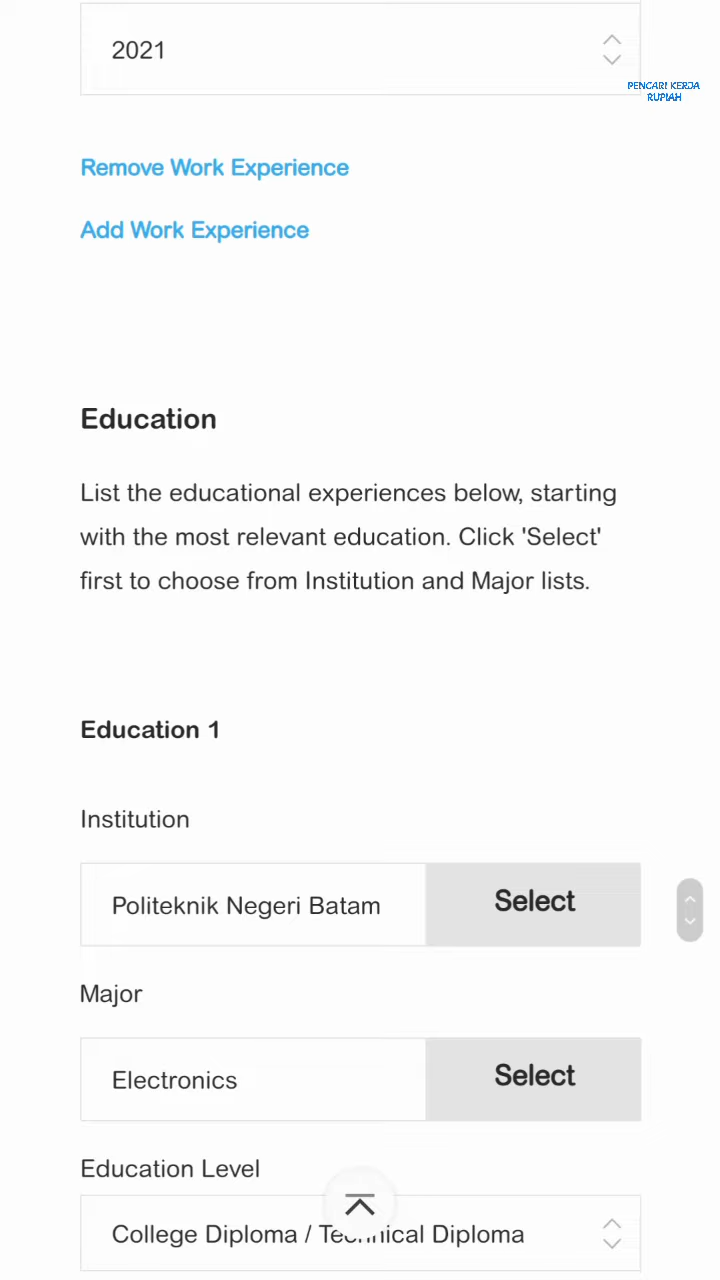 2021
PENCARI KERJA
RUPIAH
Remove Work Experience
Add Work Experience
Education
List the educational experiences below, starting
with the most relevant education. Click 'Select'
first to choose from Institution and Major lists.
Education 1
Institution
Politeknik Negeri Batam
Select
Major
Electronics
Select
Education Level
College Diploma / Technical Diploma